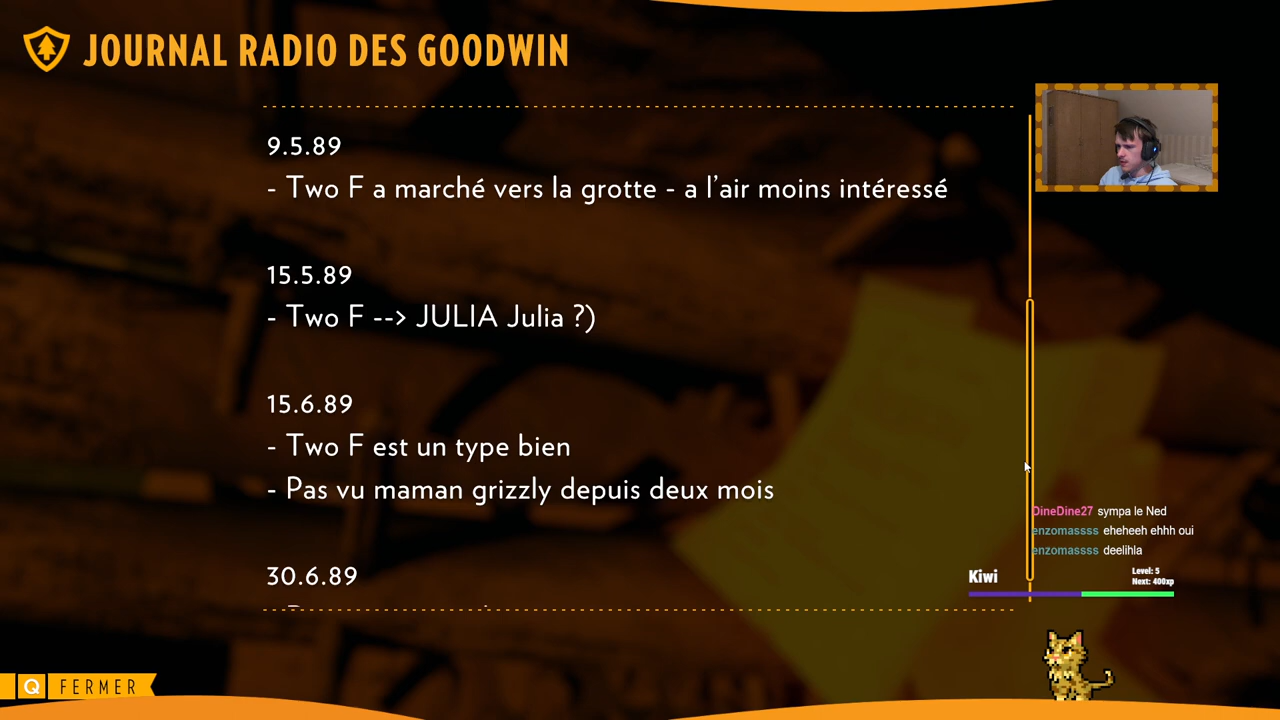 JOURNAL RADIO DES GOODWIN
9.5.89
- Two F a marché vers la grotte - a l'air moins intéressé
15.5.89
- Two F --> JULIA Julia ?)
15.6.89
- Two F est un type bien
- Pas vu maman grizzly depuis deux mois
30.6.89
DineDine27 sympa le Ned
enzomassss eheheeh ehhh oui
enzomassss deelihla
Kiwi
Level: 5
Next: 400xp
Q FERMER